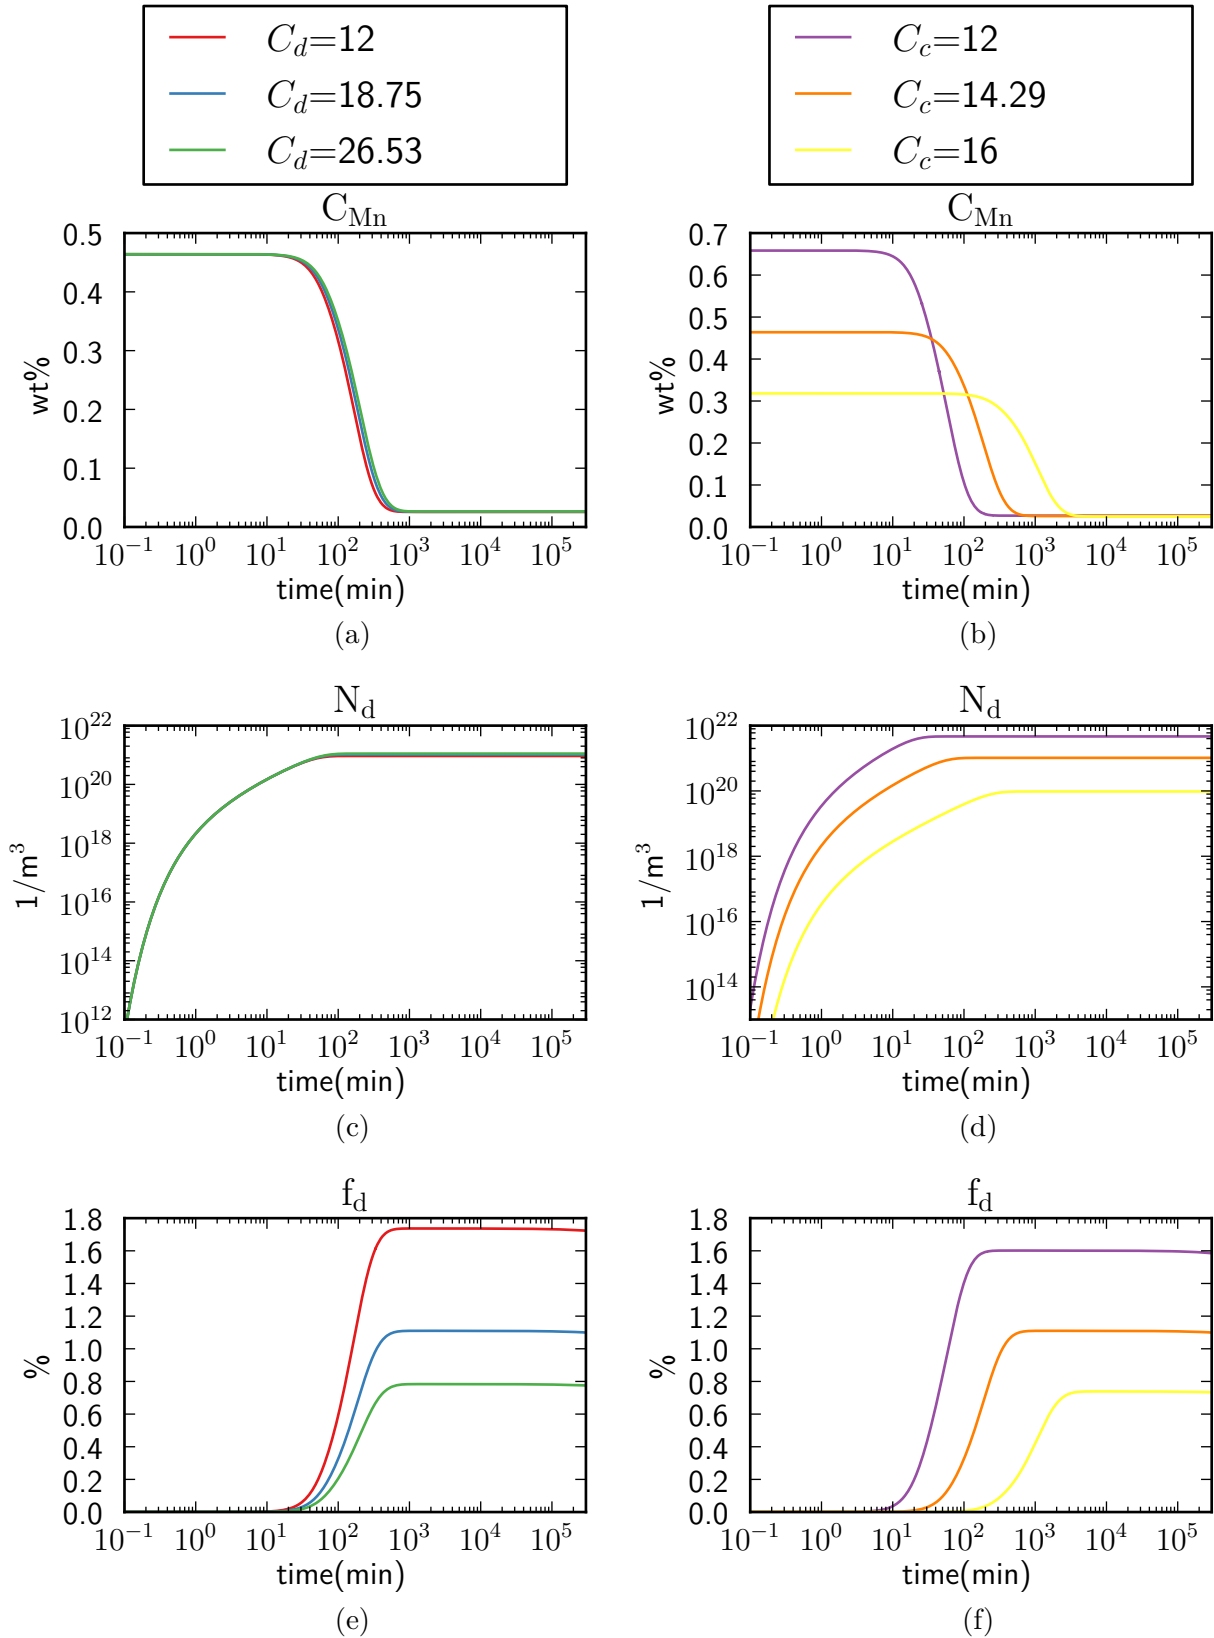 C_d=12
C_d=18.75
C_d=26.53
C_c=12
C_c=14.29
C_c=16
C_Mn
0.5
0.4
0.3
0.2
0.1
0.0
wt%
10^−1 10^0 10^1 10^2 10^3 10^4 10^5
time(min)
(a)
C_Mn
0.7
0.6
0.5
0.4
0.3
0.2
0.1
0.0
wt%
10^−1 10^0 10^1 10^2 10^3 10^4 10^5
time(min)
(b)
N_d
10^22
10^20
10^18
10^16
10^14
10^12
1/m^3
10^−1 10^0 10^1 10^2 10^3 10^4 10^5
time(min)
(c)
N_d
10^22
10^20
10^18
10^16
10^14
1/m^3
10^−1 10^0 10^1 10^2 10^3 10^4 10^5
time(min)
(d)
f_d
1.8
1.6
1.4
1.2
1.0
0.8
0.6
0.4
0.2
0.0
%
10^−1 10^0 10^1 10^2 10^3 10^4 10^5
time(min)
(e)
f_d
1.8
1.6
1.4
1.2
1.0
0.8
0.6
0.4
0.2
0.0
%
10^−1 10^0 10^1 10^2 10^3 10^4 10^5
time(min)
(f)